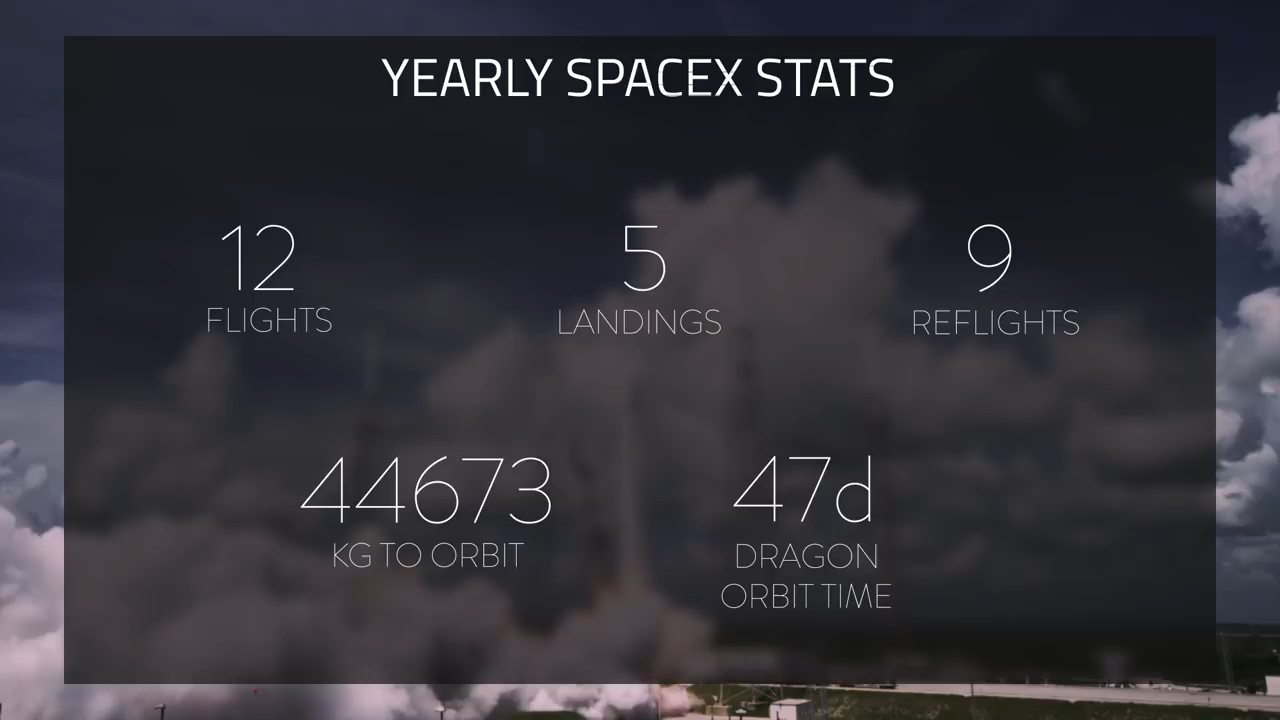 YEARLY SPACEX STATS
12
FLIGHTS
5
LANDINGS
9
REFLIGHTS
44673
KG TO ORBIT
47d
DRAGON
ORBIT TIME